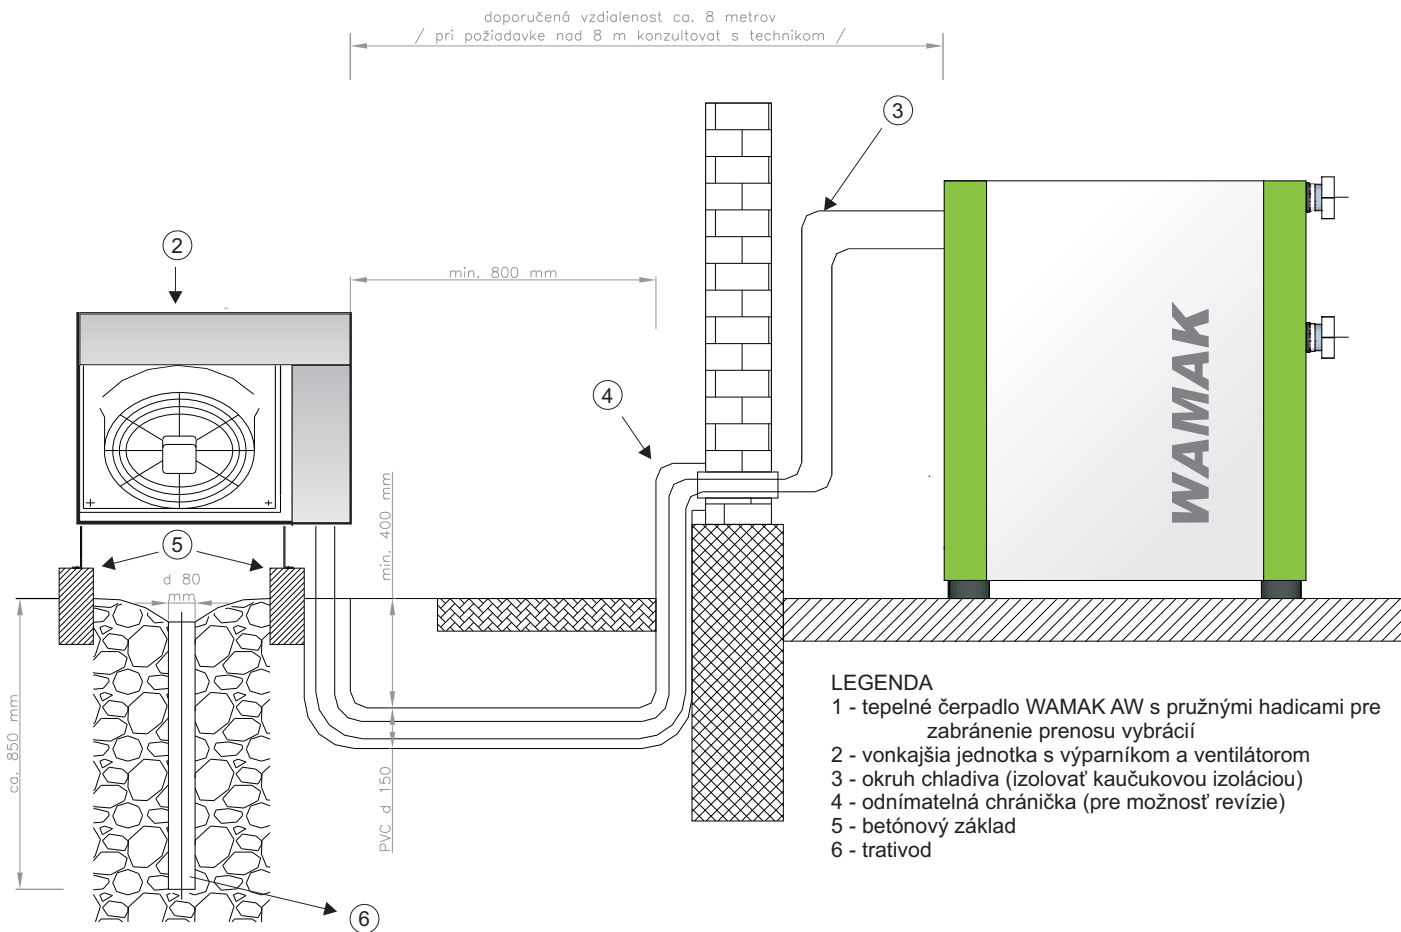 doporučená vzdialenost ca. 8 metrov
/ pri požiadavke nad 8 m konzultovat s technikom /
3
2
min. 800 mm
WAMAK
4
min. 400 mm
5
d 80
mm
ca. 850 mm
PVC d 150
6
LEGENDA
1 - tepelné čerpadlo WAMAK AW s pružnými hadicami pre
zabránenie prenosu vybrácií
2 - vonkajšia jednotka s výparníkom a ventilátorom
3 - okruh chladiva (izolovať kaučukovou izoláciou)
4 - odnímatelná chránička (pre možnosť revízie)
5 - betónový základ
6 - trativod